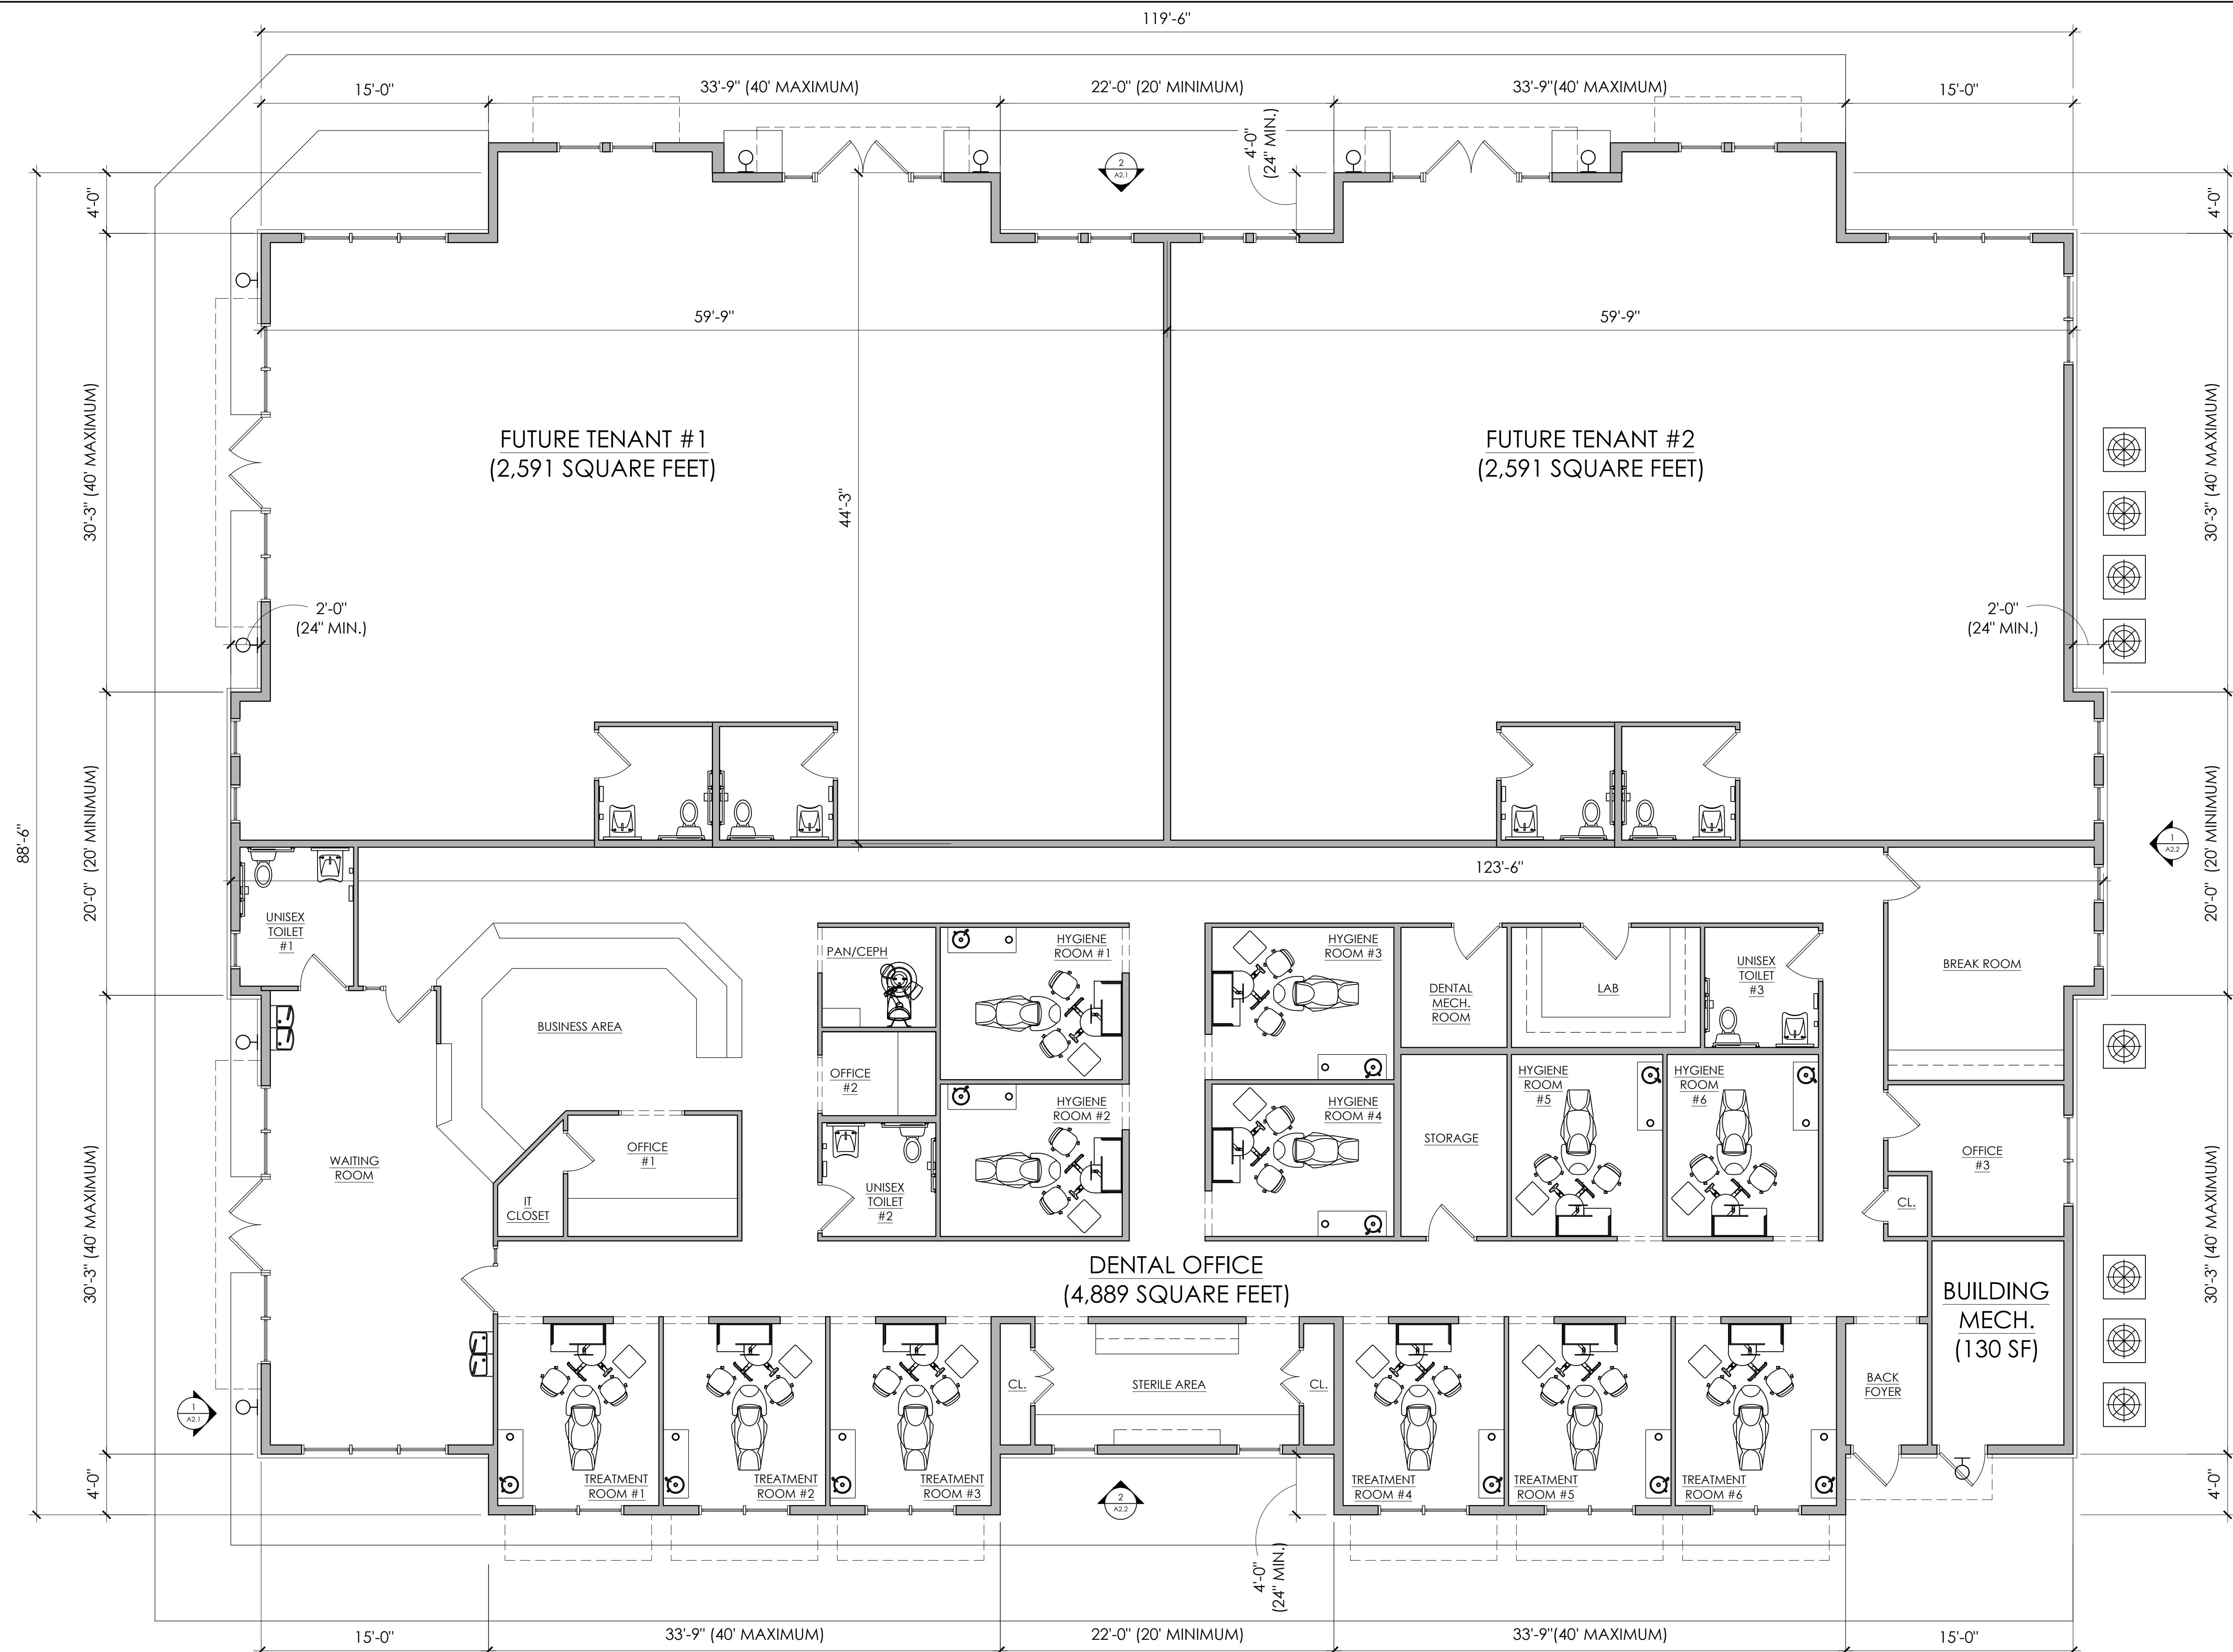 119'-6"
15'-0"
33'-9" (40' MAXIMUM)
22'-0" (20' MINIMUM)
33'-9"(40' MAXIMUM)
15'-0"
4'-0"
(24" MIN.)
2
A2.1
4'-0"
4'-0"
59'-9"
59'-9"
30'-3" (40' MAXIMUM)
30'-3" (40' MAXIMUM)
FUTURE TENANT #1
(2,591 SQUARE FEET)
FUTURE TENANT #2
(2,591 SQUARE FEET)
44'-3"
2'-0"
(24" MIN.)
2'-0"
(24" MIN.)
88'-6"
20'-0" (20' MINIMUM)
20'-0" (20' MINIMUM)
1
A2.2
123'-6"
UNISEX
TOILET
#1
PAN/CEPH
HYGIENE
ROOM #1
HYGIENE
ROOM #3
DENTAL
MECH.
ROOM
LAB
UNISEX
TOILET
#3
BREAK ROOM
BUSINESS AREA
OFFICE
#2
HYGIENE
ROOM #2
HYGIENE
ROOM #4
HYGIENE
ROOM
#5
HYGIENE
ROOM
#6
STORAGE
WAITING
ROOM
OFFICE
#1
IT
CLOSET
UNISEX
TOILET
#2
OFFICE
#3
CL.
30'-3" (40' MAXIMUM)
30'-3" (40' MAXIMUM)
DENTAL OFFICE
(4,889 SQUARE FEET)
BUILDING
MECH.
(130 SF)
CL.
STERILE AREA
CL.
BACK
FOYER
1
A2.1
TREATMENT
ROOM #1
TREATMENT
ROOM #2
TREATMENT
ROOM #3
TREATMENT
ROOM #4
TREATMENT
ROOM #5
TREATMENT
ROOM #6
2
A2.2
4'-0"
4'-0"
4'-0"
(24" MIN.)
15'-0"
33'-9" (40' MAXIMUM)
22'-0" (20' MINIMUM)
33'-9"(40' MAXIMUM)
15'-0"